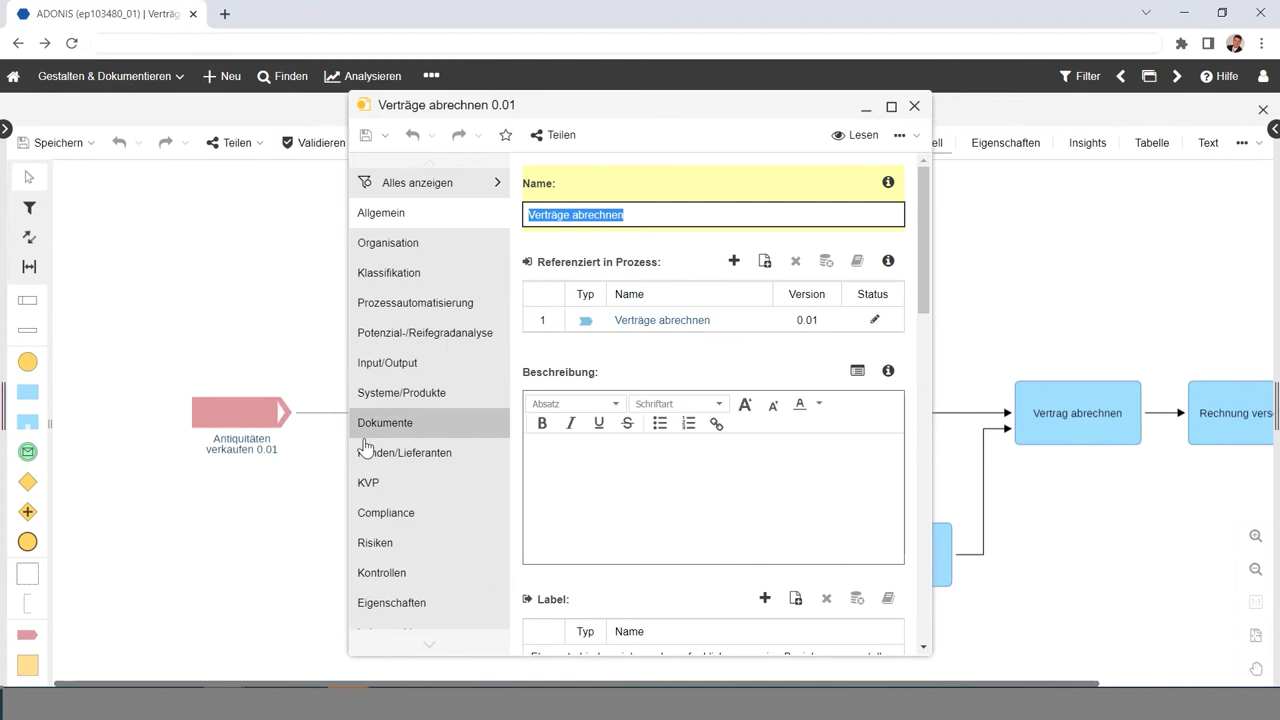 ADONIS (ep103480_01) | Verträg
Gestalten & Dokumentieren
Neu
Finden
Analysieren
Filter
Hilfe
Verträge abrechnen 0.01
Speichern
Teilen
Validieren
Eigenschaften
Insights
Tabelle
Text
Teilen
Lesen
Alles anzeigen
Allgemein
Organisation
Klassifikation
Prozessautomatisierung
Potenzial-/Reifegradanalyse
Input/Output
Systeme/Produkte
Dokumente
Kunden/Lieferanten
KVP
Compliance
Risiken
Kontrollen
Eigenschaften
Name:
Verträge abrechnen
Referenziert in Prozess:
Typ Name Version Status
1 Verträge abrechnen 0.01
Beschreibung:
Absatz Schriftart A A A
B I U S
Label:
Typ Name
Antiquitäten
verkaufen 0.01
Vertrag abrechnen
Rechnung vers
1:1